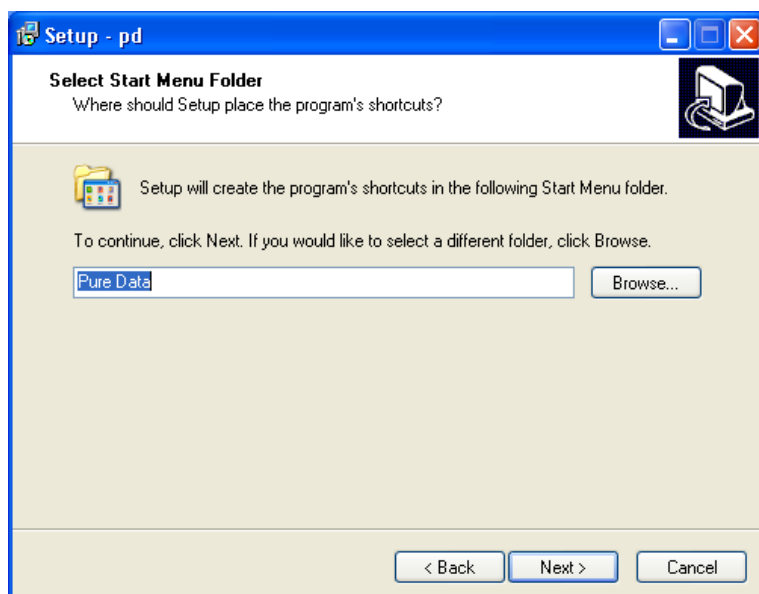 Setup - pd
Select Start Menu Folder
Where should Setup place the program's shortcuts?
Setup will create the program's shortcuts in the following Start Menu folder.
To continue, click Next. If you would like to select a different folder, click Browse.
Pure Data
Browse...
< Back
Next >
Cancel